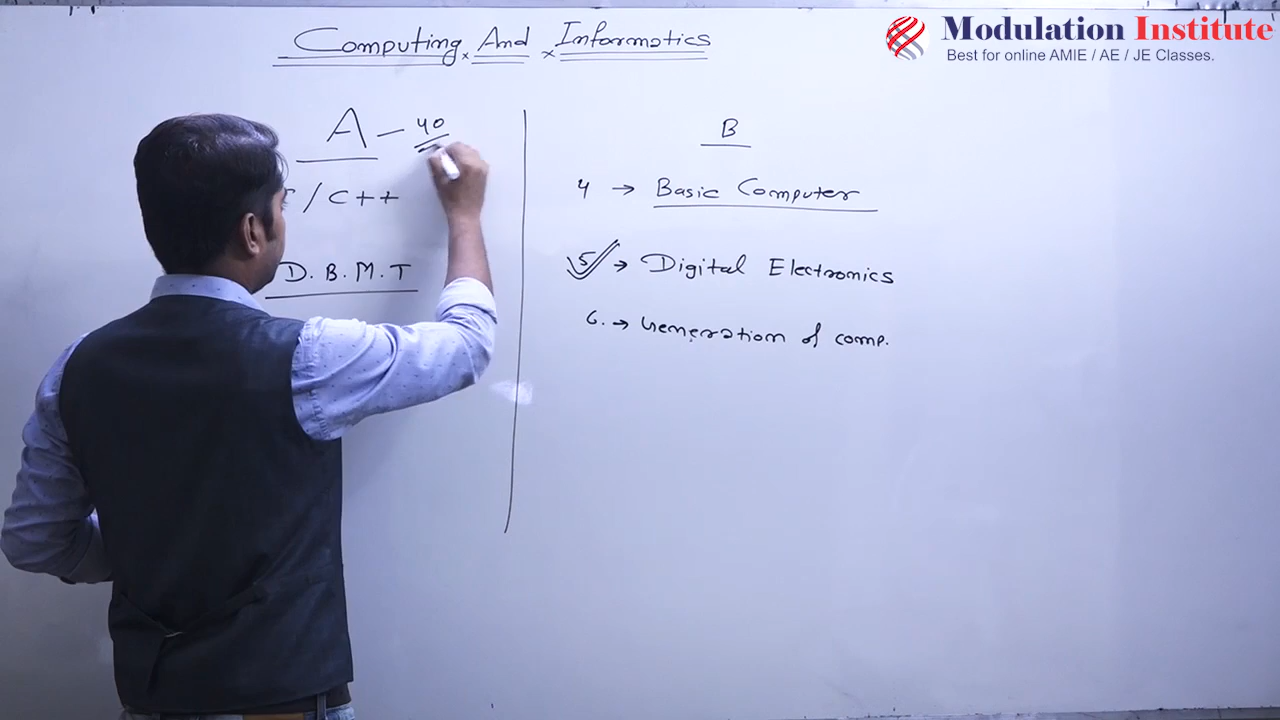 Modulation Institute
Best for online AMIE / AE / JE Classes.
Computing And Informatics
A - 40
/ C++
D. B. M. T
B
4 → Basic Computer
5 → Digital Electronics
6. → Generation of comp.